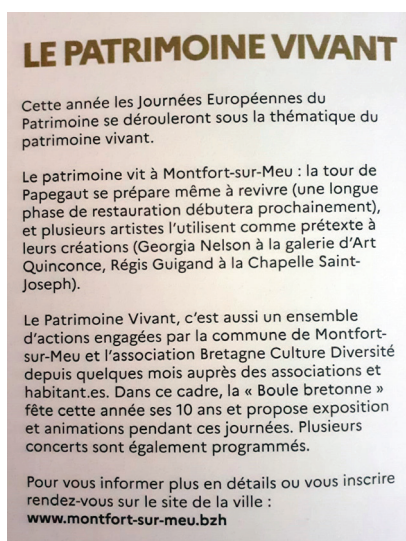 LE PATRIMOINE VIVANT
Cette année les Journées Européennes du
Patrimoine se dérouleront sous la thématique du
patrimoine vivant.
Le patrimoine vit à Montfort-sur-Meu : la tour de
Papegaut se prépare même à revivre (une longue
phase de restauration débutera prochainement),
et plusieurs artistes l'utilisent comme prétexte à
leurs créations (Georgia Nelson à la galerie d'Art
Quinconce, Régis Guigand à la Chapelle Saint-
Joseph).
Le Patrimoine Vivant, c'est aussi un ensemble
d'actions engagées par la commune de Montfort-
sur-Meu et l'association Bretagne Culture Diversité
depuis quelques mois auprès des associations et
habitant.es. Dans ce cadre, la « Boule bretonne »
fête cette année ses 10 ans et propose exposition
et animations pendant ces journées. Plusieurs
concerts sont également programmés.
Pour vous informer plus en détails ou vous inscrire
rendez-vous sur le site de la ville :
www.montfort-sur-meu.bzh